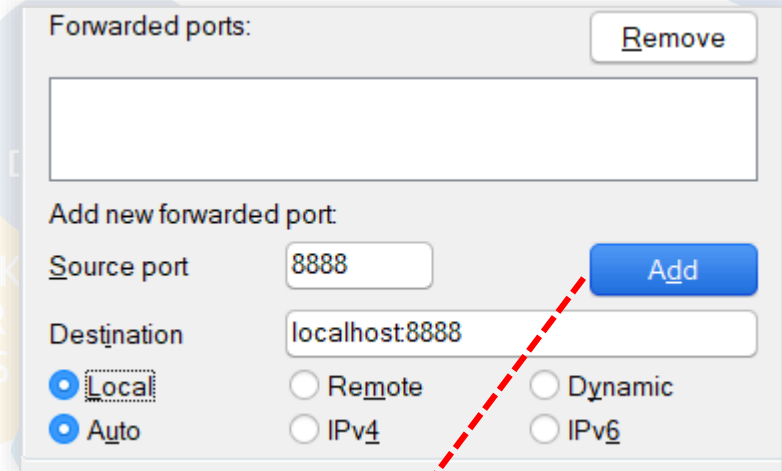 Forwarded ports:
Remove
Add new forwarded port:
Source port 8888 Add
Destination localhost:8888
Local Remote Dynamic
Auto IPv4 IPv6